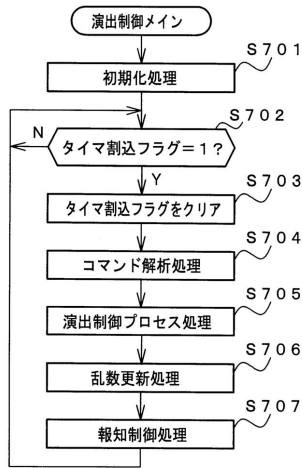 演出制御メイン
S701
初期化処理
S702
N
タイマ割込フラグ＝1？
Y
S703
タイマ割込フラグをクリア
S704
コマンド解析処理
S705
演出制御プロセス処理
S706
乱数更新処理
S707
報知制御処理